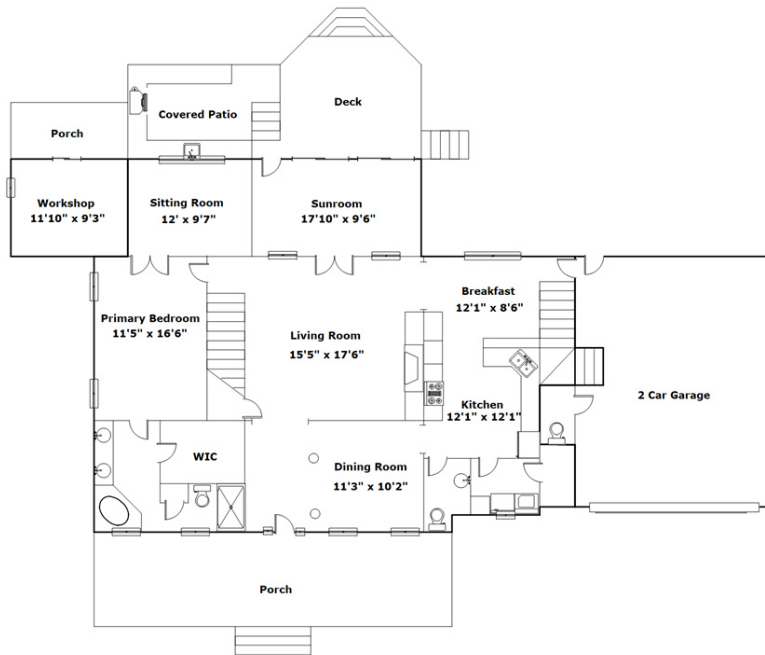 Deck
Covered Patio
Porch
Workshop
11'10" x 9'3"
Sitting Room
12' x 9'7"
Sunroom
17'10" x 9'6"
Breakfast
12'1" x 8'6"
Primary Bedroom
11'5" x 16'6"
Living Room
15'5" x 17'6"
2 Car Garage
Kitchen
12'1" x 12'1"
WIC
Dining Room
11'3" x 10'2"
Porch